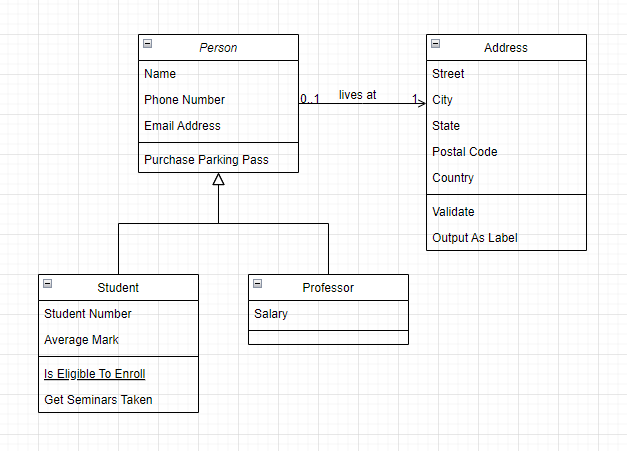 Person
Name
Phone Number
Email Address
Purchase Parking Pass
0..1
lives at
1
Address
Street
City
State
Postal Code
Country
Validate
Output As Label
Student
Student Number
Average Mark
Is Eligible To Enroll
Get Seminars Taken
Professor
Salary